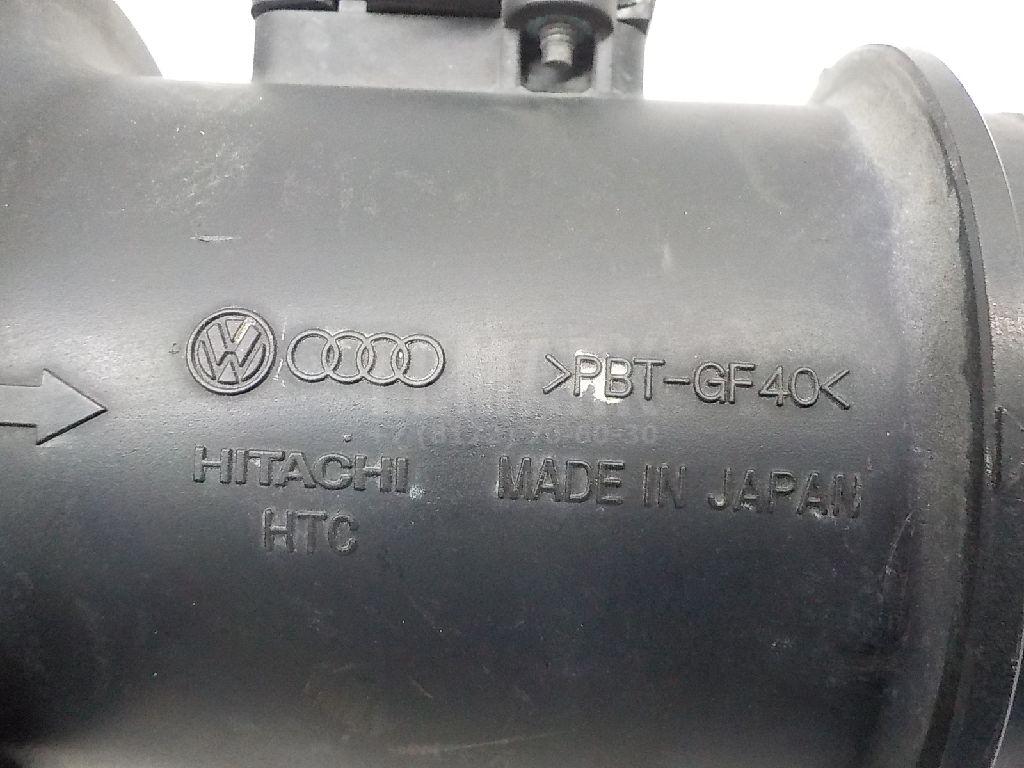 >PBT-GF40<
HITACHI MADE IN JAPAN
HTC